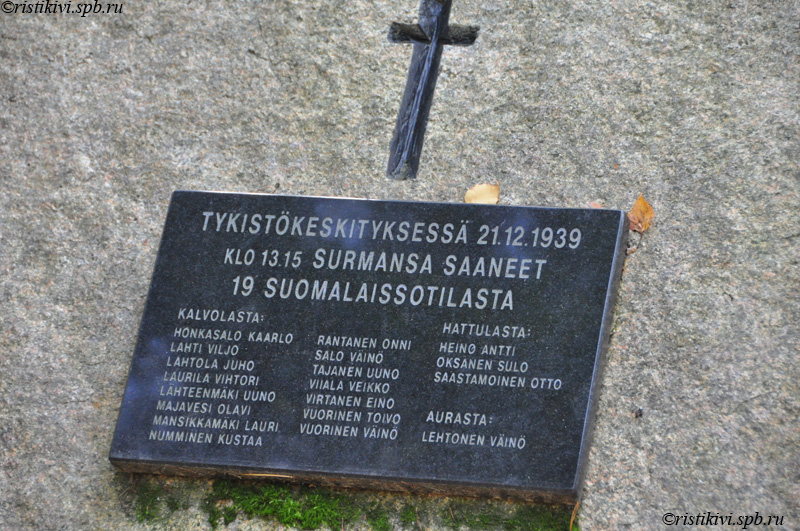 ©ristikivi.spb.ru
TYKISTÖKESKITYKSESSÄ 21.12.1939
KLO 13.15 SURMANSA SAANEET
19 SUOMALAISSOTILASTA
KALVOLASTA:
HONKASALO KAARLO
LAHTI VILJO
LAHTOLA JUHO
LAURILA VIHTORI
LÄHTEENMÄKI UUNO
MAJAVESI OLAVI
MANSIKKAMÄKI LAURI
NUMMINEN KUSTAA
RANTANEN ONNI
SALO VÄINÖ
TAJANEN UUNO
VIIALA VEIKKO
VIRTANEN EINO
VUORINEN TOIVO
VUORINEN VÄINÖ
HATTULASTA:
HEINO ANTTI
OKSANEN SULO
SAASTAMOINEN OTTO
AURASTA:
LEHTONEN VÄINÖ
©ristikivi.spb.ru